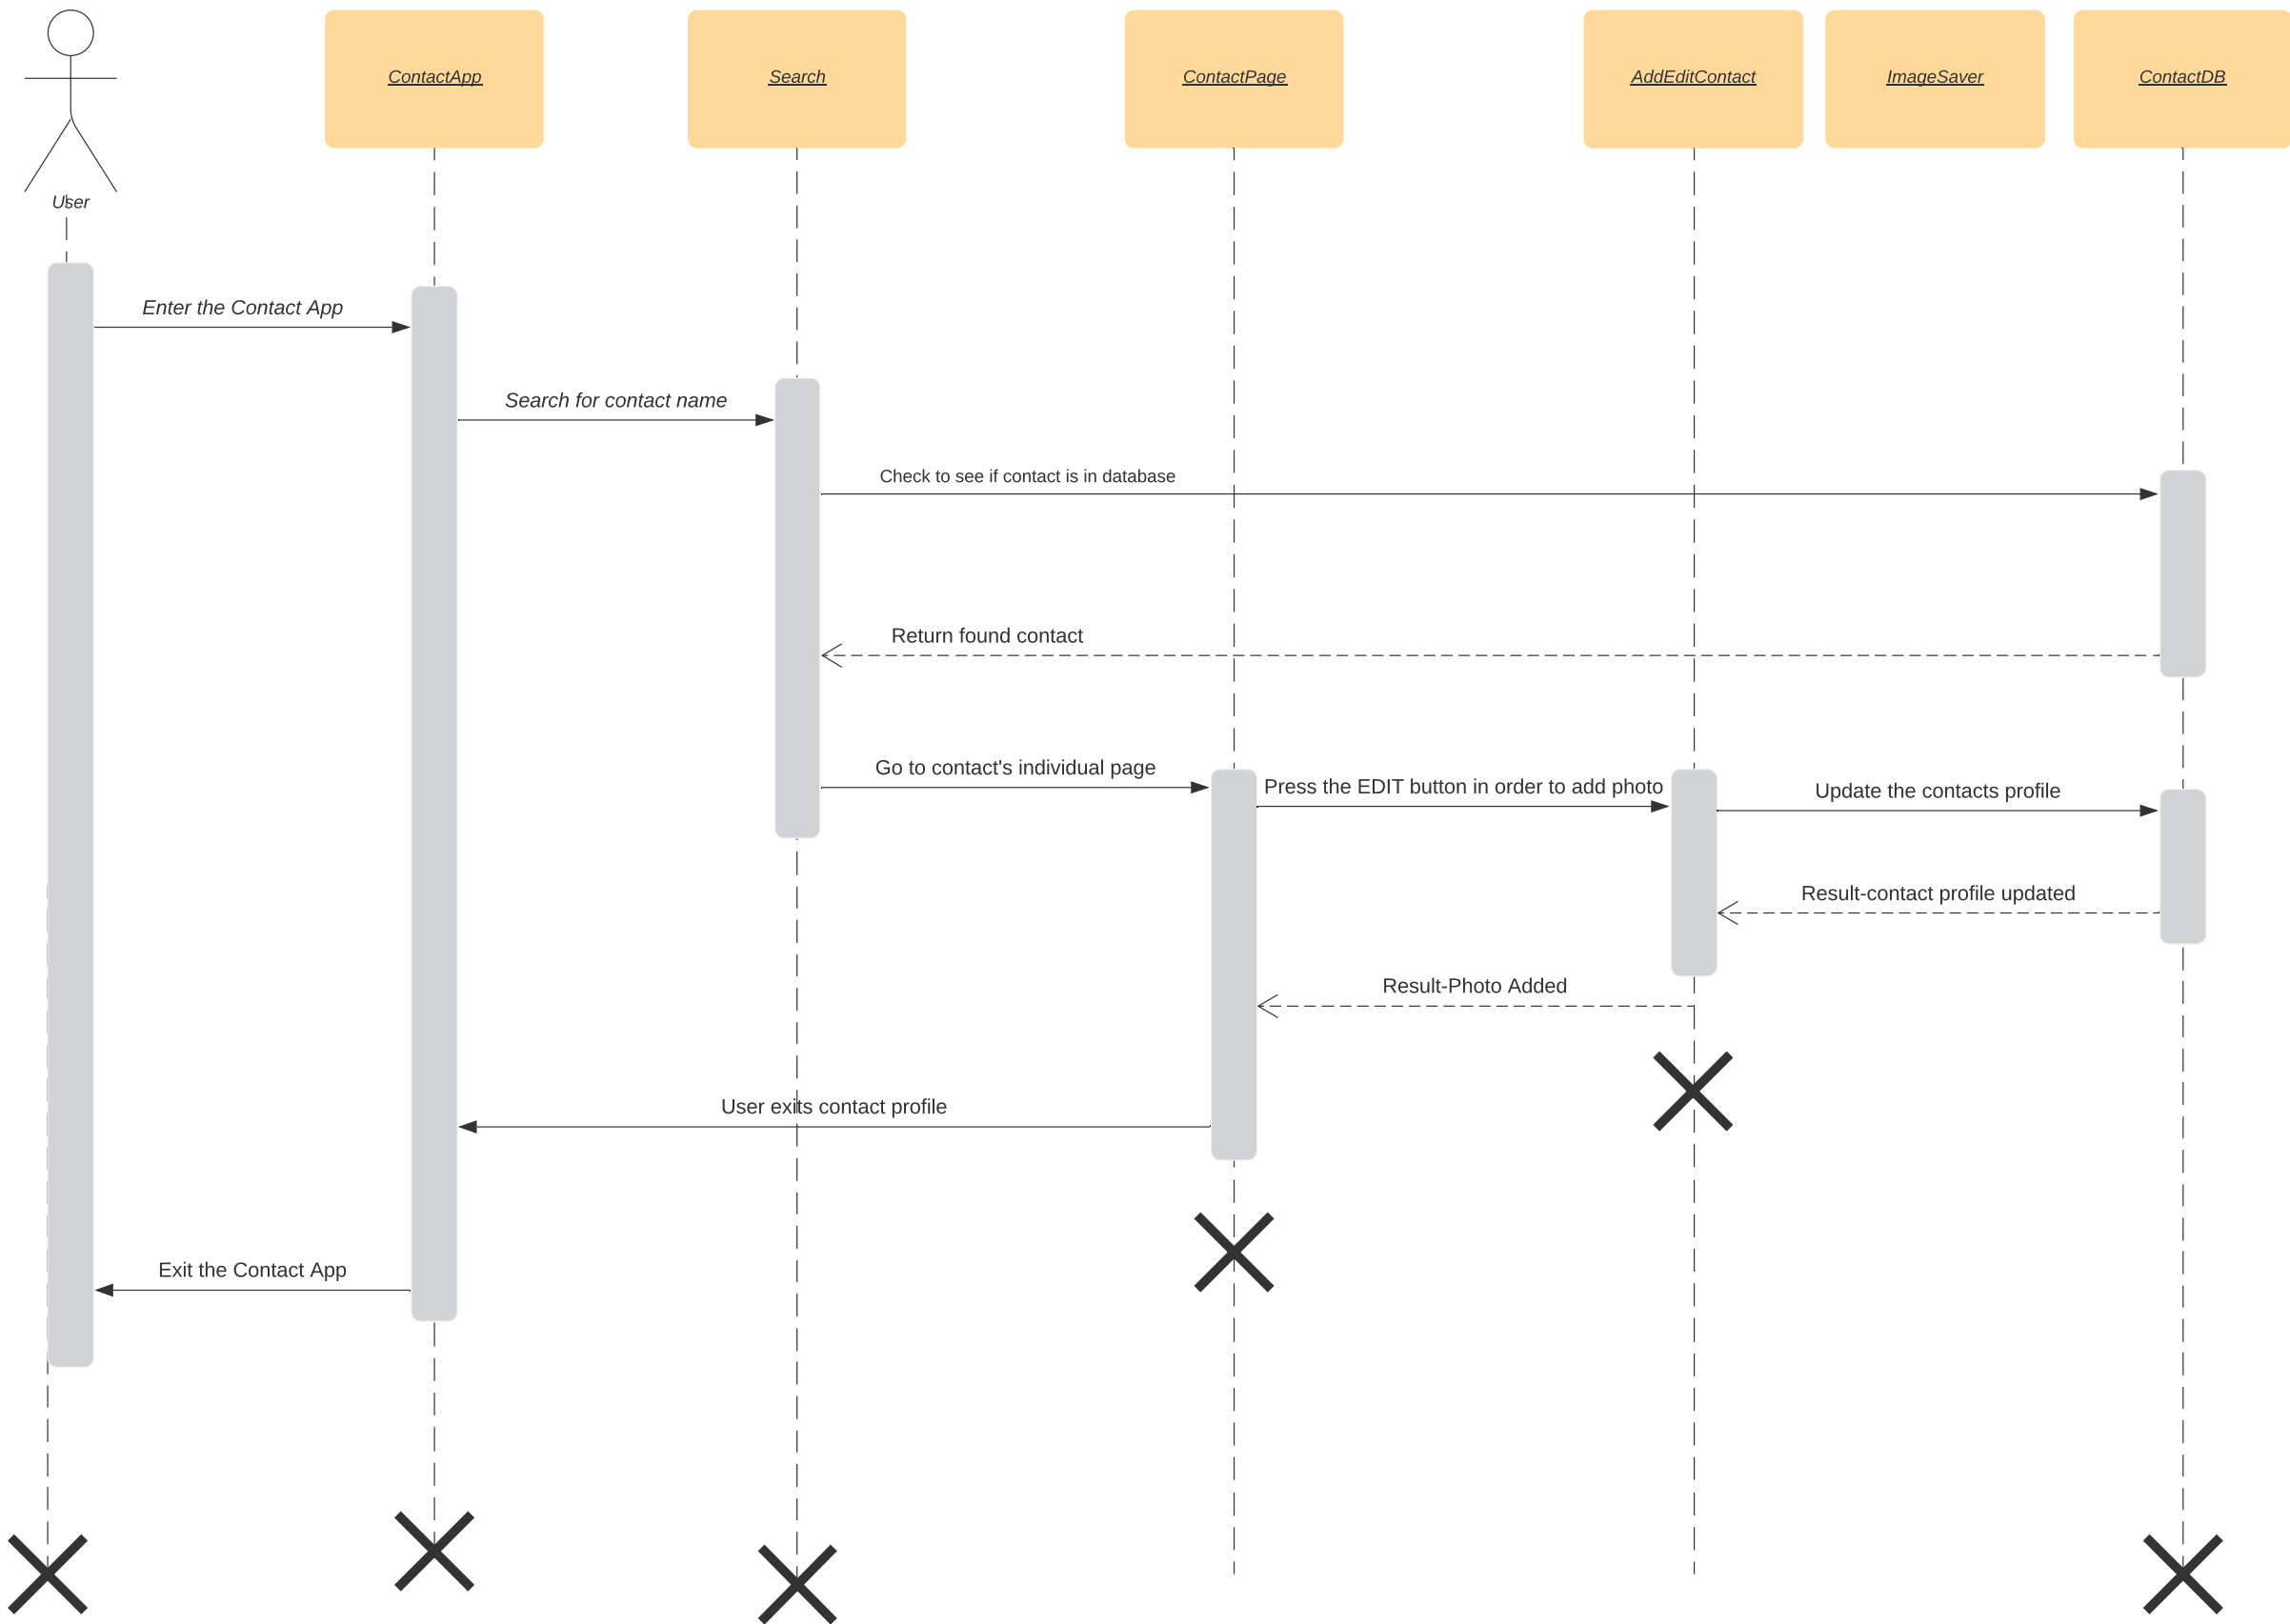 ContactApp
Search
ContactPage
AddEditContact
ImageSaver
ContactDB
User
Enter the Contact App
Search for contact name
Check to see if contact is in database
Return found contact
Go to contact's individual page
Press the EDIT button in order to add photo
Update the contacts profile
Result-contact profile updated
Result-Photo Added
User exits contact profile
Exit the Contact App